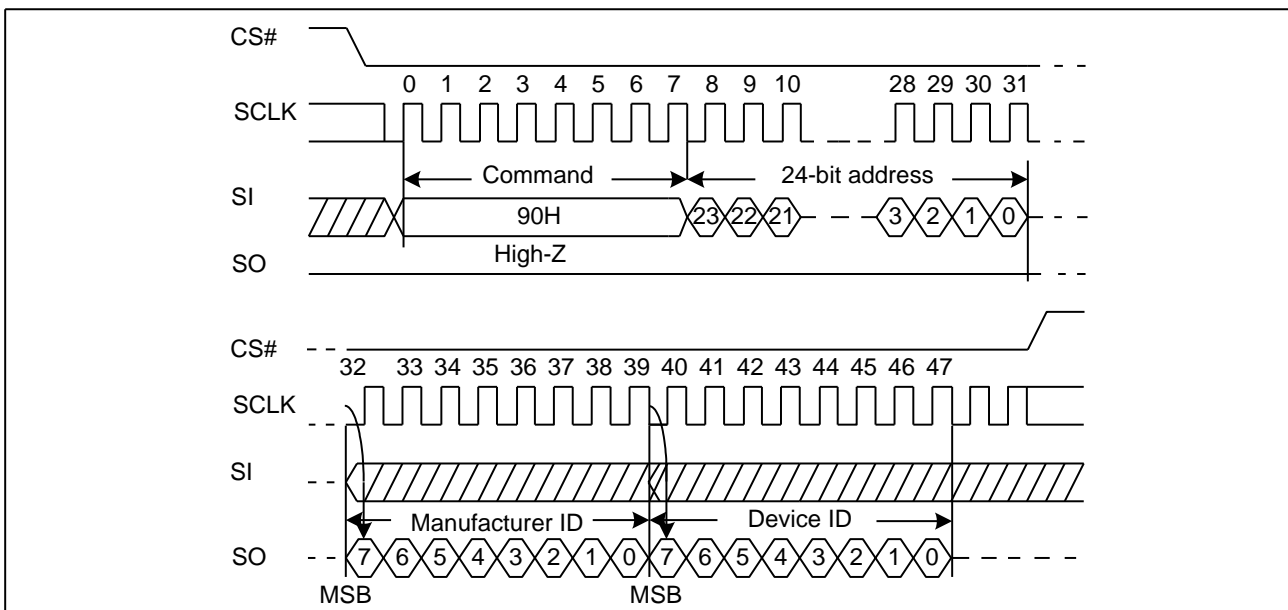 CS#
0 1 2 3 4 5 6 7 8 9 10 28 29 30 31
SCLK
Command 24-bit address
SI
90H 23 22 21 3 2 1 0
High-Z
SO
CS#
32 33 34 35 36 37 38 39 40 41 42 43 44 45 46 47
SCLK
SI
Manufacturer ID Device ID
SO 7 6 5 4 3 2 1 0 7 6 5 4 3 2 1 0
MSB MSB